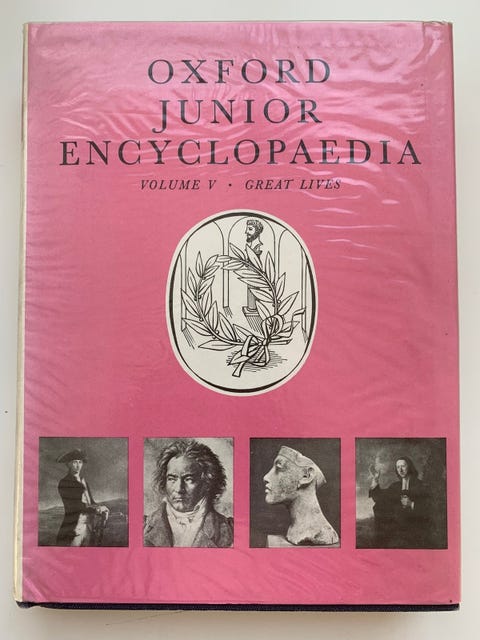 OXFORD
JUNIOR
ENCYCLOPAEDIA
VOLUME V · GREAT LIVES